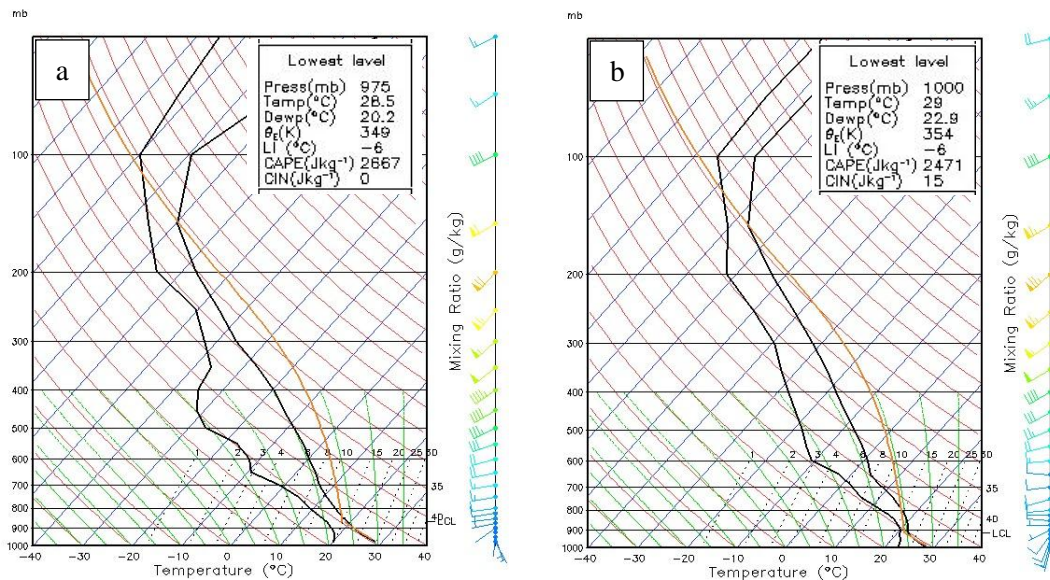 mb
a
Lowest level
Press(mb) 975
Temp(ºC) 28.5
Dewp(ºC) 20.2
θE(K) 349
LI (ºC) −6
CAPE(Jkg⁻¹) 2667
CIN(Jkg⁻¹) 0
100
200
300
400
500
600
700
800
900
1000
1 2 3 4 6 8 10 15 20 25 30
35
40
LCL
Mixing Ratio (g/kg)
−40 −30 −20 −10 0 10 20 30 40
Temperature (°C)
mb
b
Lowest level
Press(mb) 1000
Temp(ºC) 29
Dewp(ºC) 22.9
θE(K) 354
LI (ºC) −6
CAPE(Jkg⁻¹) 2471
CIN(Jkg⁻¹) 15
100
200
300
400
500
600
700
800
900
1000
1 2 3 4 6 8 10 15 20 25 30
35
40
LCL
Mixing Ratio (g/kg)
−40 −30 −20 −10 0 10 20 30 40
Temperature (°C)